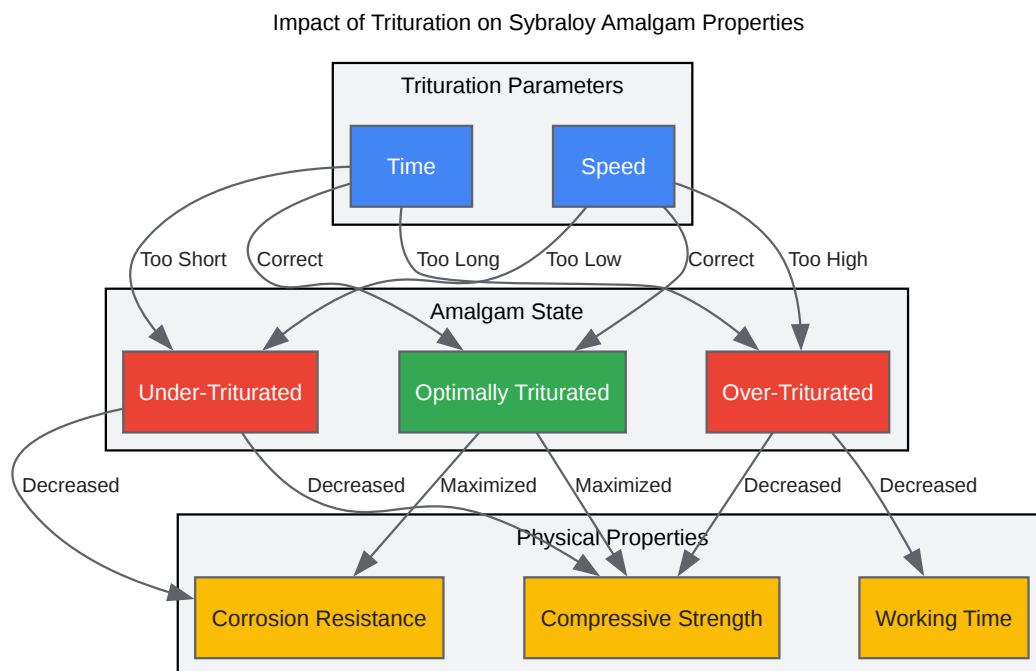 Impact of Trituration on Sybraloy Amalgam Properties
Trituration Parameters
Time
Speed
Too Short
Correct
Too Long
Too Low
Correct
Too High
Amalgam State
Under-Triturated
Optimally Triturated
Over-Triturated
Decreased
Decreased
Maximized
Maximized
Decreased
Decreased
Physical Properties
Corrosion Resistance
Compressive Strength
Working Time